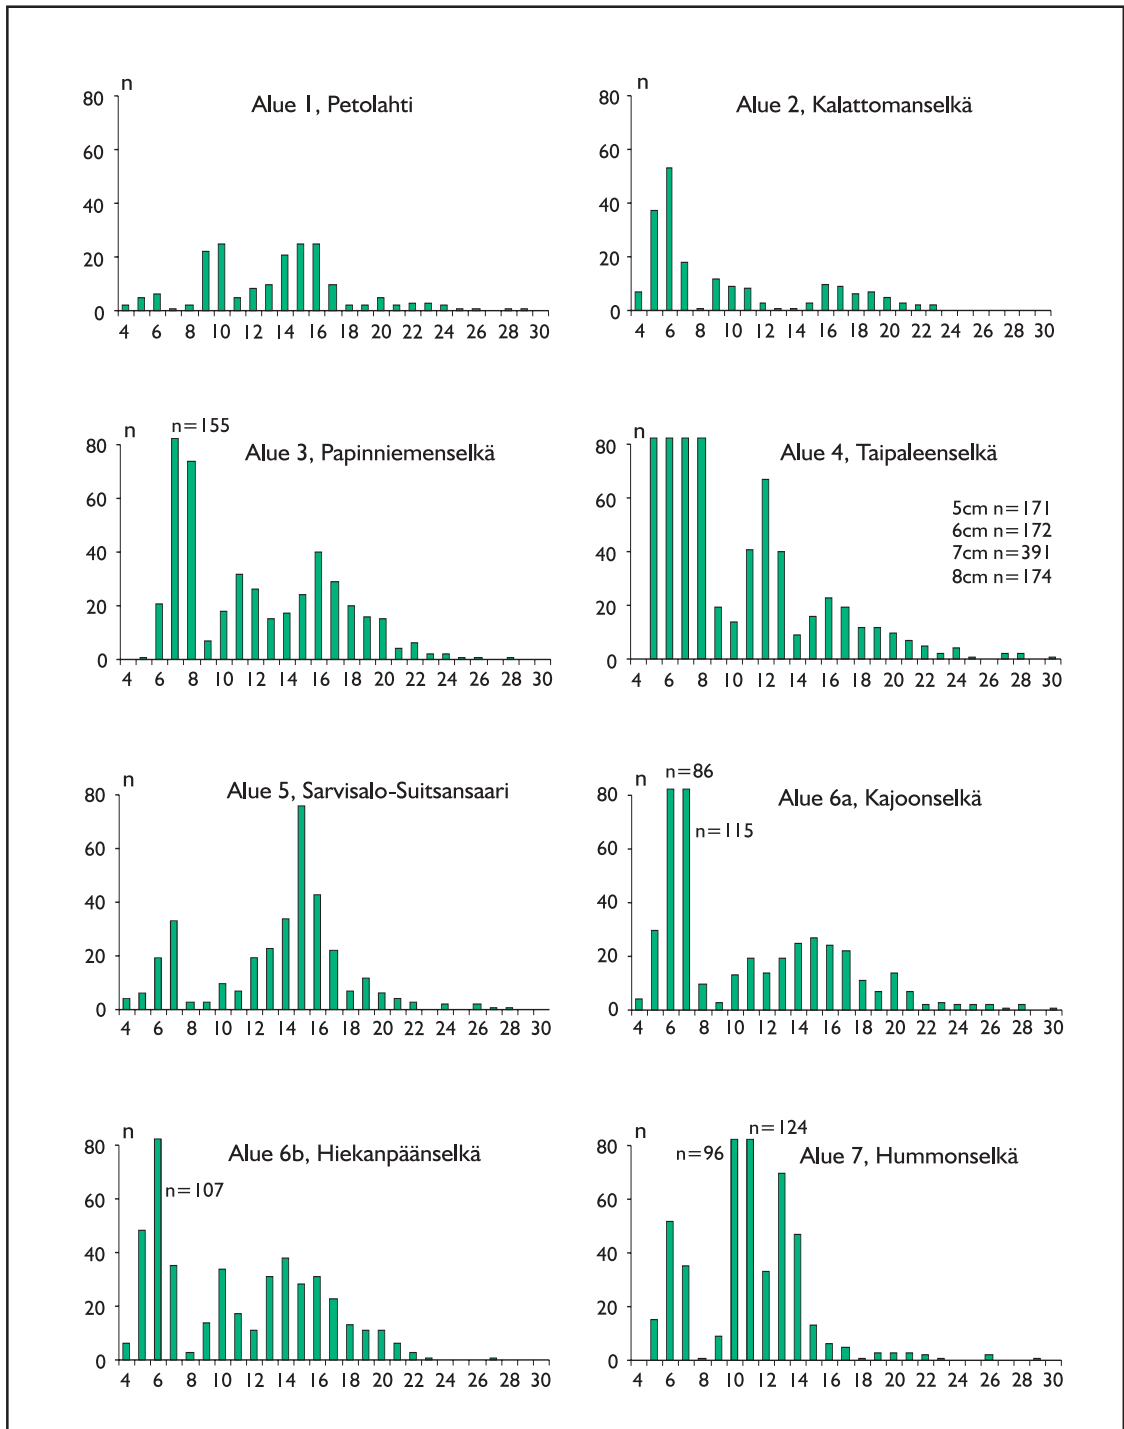 n
Alue 1, Petolahti
80
60
40
20
0
4 6 8 10 12 14 16 18 20 22 24 26 28 30
n
Alue 2, Kalattomanselkä
80
60
40
20
0
4 6 8 10 12 14 16 18 20 22 24 26 28 30
n
n=155
Alue 3, Papinniemenselkä
80
60
40
20
0
4 6 8 10 12 14 16 18 20 22 24 26 28 30
n
Alue 4, Taipaleenselkä
5cm n=171
6cm n=172
7cm n=391
8cm n=174
80
60
40
20
0
4 6 8 10 12 14 16 18 20 22 24 26 28 30
n
Alue 5, Sarvisalo-Suitsansaari
80
60
40
20
0
4 6 8 10 12 14 16 18 20 22 24 26 28 30
n
n=86
Alue 6a, Kajoonselkä
n=115
80
60
40
20
0
4 6 8 10 12 14 16 18 20 22 24 26 28 30
n
Alue 6b, Hiekanpäänselkä
n=107
80
60
40
20
0
4 6 8 10 12 14 16 18 20 22 24 26 28 30
n
n=124
n=96
Alue 7, Hummonselkä
80
60
40
20
0
4 6 8 10 12 14 16 18 20 22 24 26 28 30